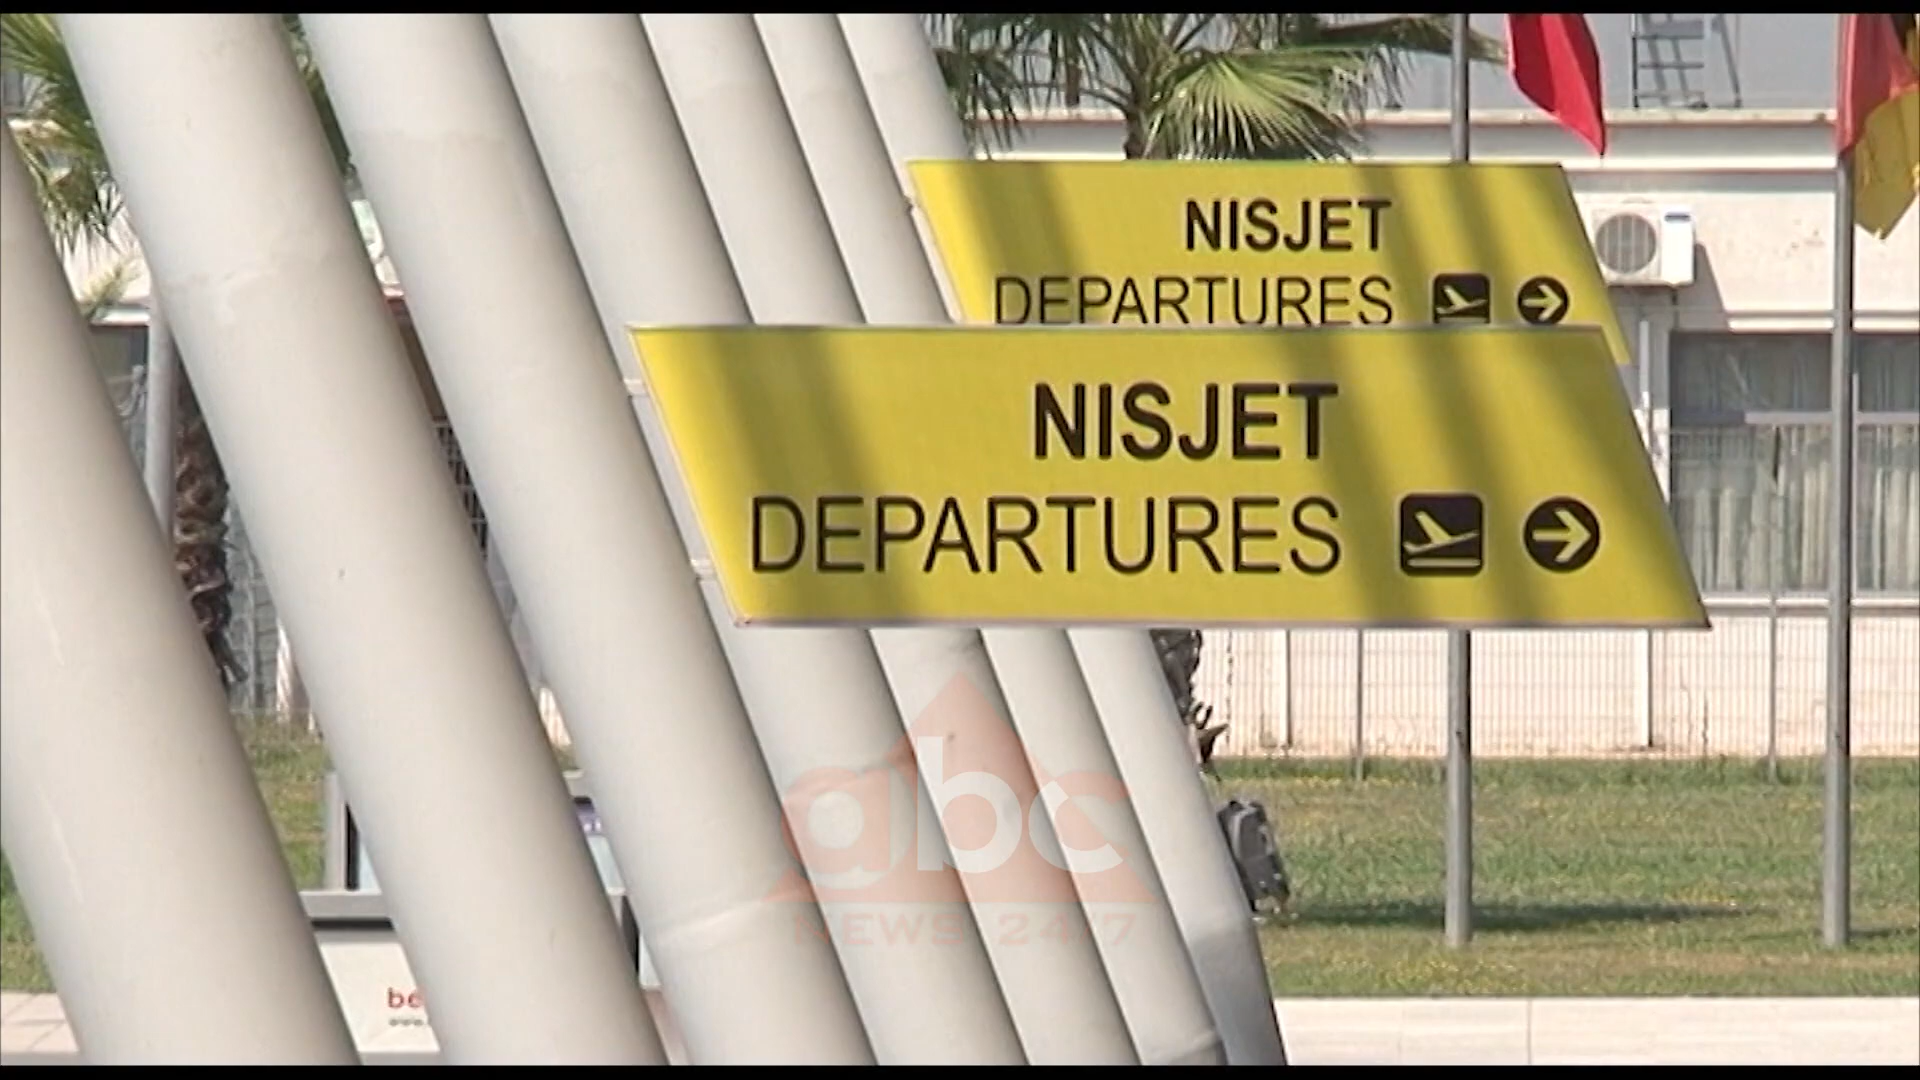 NISJET
DEPARTURES
NISJET
DEPARTURES
abc
NEWS 24/7